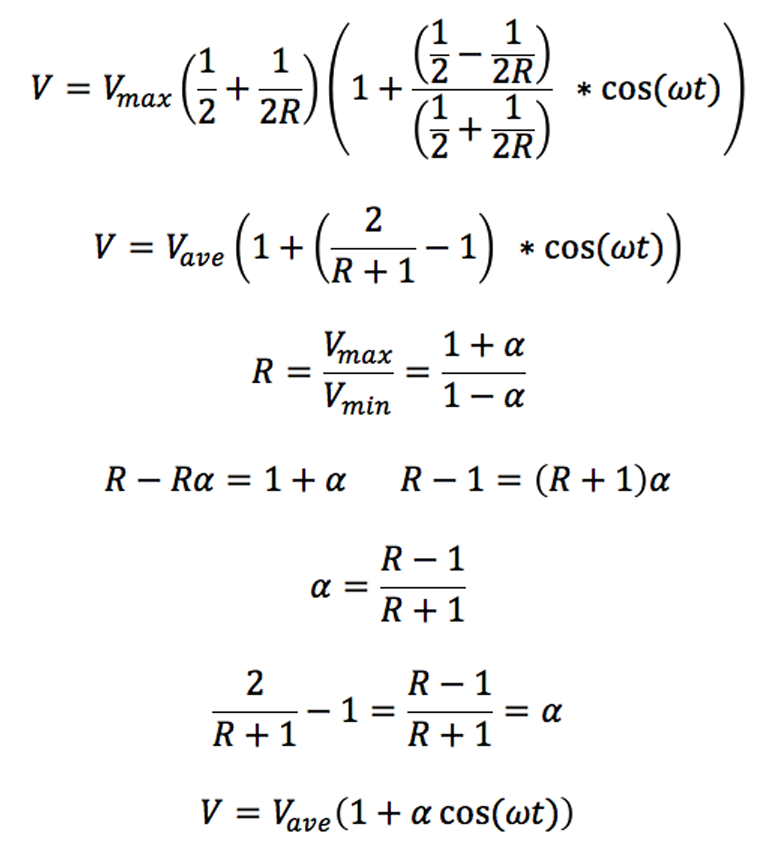 V = V_max (1/2 + 1/(2R)) (1 + (1/2 − 1/(2R))/(1/2 + 1/(2R)) * cos(ωt))
V = V_ave (1 + (2/(R + 1) − 1) * cos(ωt))
R = V_max/V_min = (1 + α)/(1 − α)
R − Rα = 1 + α R − 1 = (R + 1)α
α = (R − 1)/(R + 1)
2/(R + 1) − 1 = (R − 1)/(R + 1) = α
V = V_ave(1 + α cos(ωt))